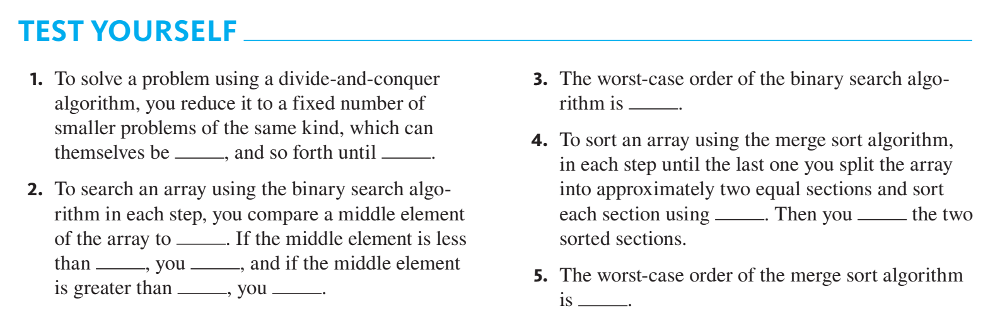 TEST YOURSELF
1. To solve a problem using a divide-and-conquer
algorithm, you reduce it to a fixed number of
smaller problems of the same kind, which can
themselves be _____, and so forth until _____.
2. To search an array using the binary search algo-
rithm in each step, you compare a middle element
of the array to _____. If the middle element is less
than _____, you _____, and if the middle element
is greater than _____, you _____.
3. The worst-case order of the binary search algo-
rithm is _____.
4. To sort an array using the merge sort algorithm,
in each step until the last one you split the array
into approximately two equal sections and sort
each section using _____. Then you _____ the two
sorted sections.
5. The worst-case order of the merge sort algorithm
is _____.